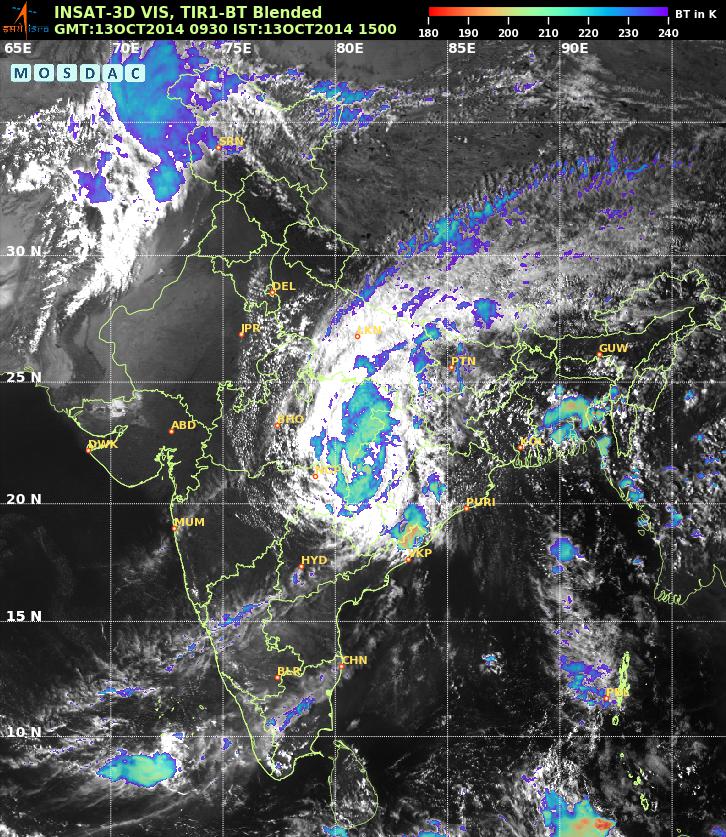 INSAT-3D VIS, TIR1-BT Blended
GMT:13OCT2014 0930 IST:13OCT2014 1500
BT in K
180 190 200 210 220 230 240
65E 70E 75E 80E 85E 90E
MOSDAC
SRN
30 N
DEL
JPR
LKN
GUW
PTN
25 N
ABD
BHO
DWK
KOL
NGP
20 N
PURI
MUM
VKP
HYD
15 N
CHN
BLR
PBL
10 N